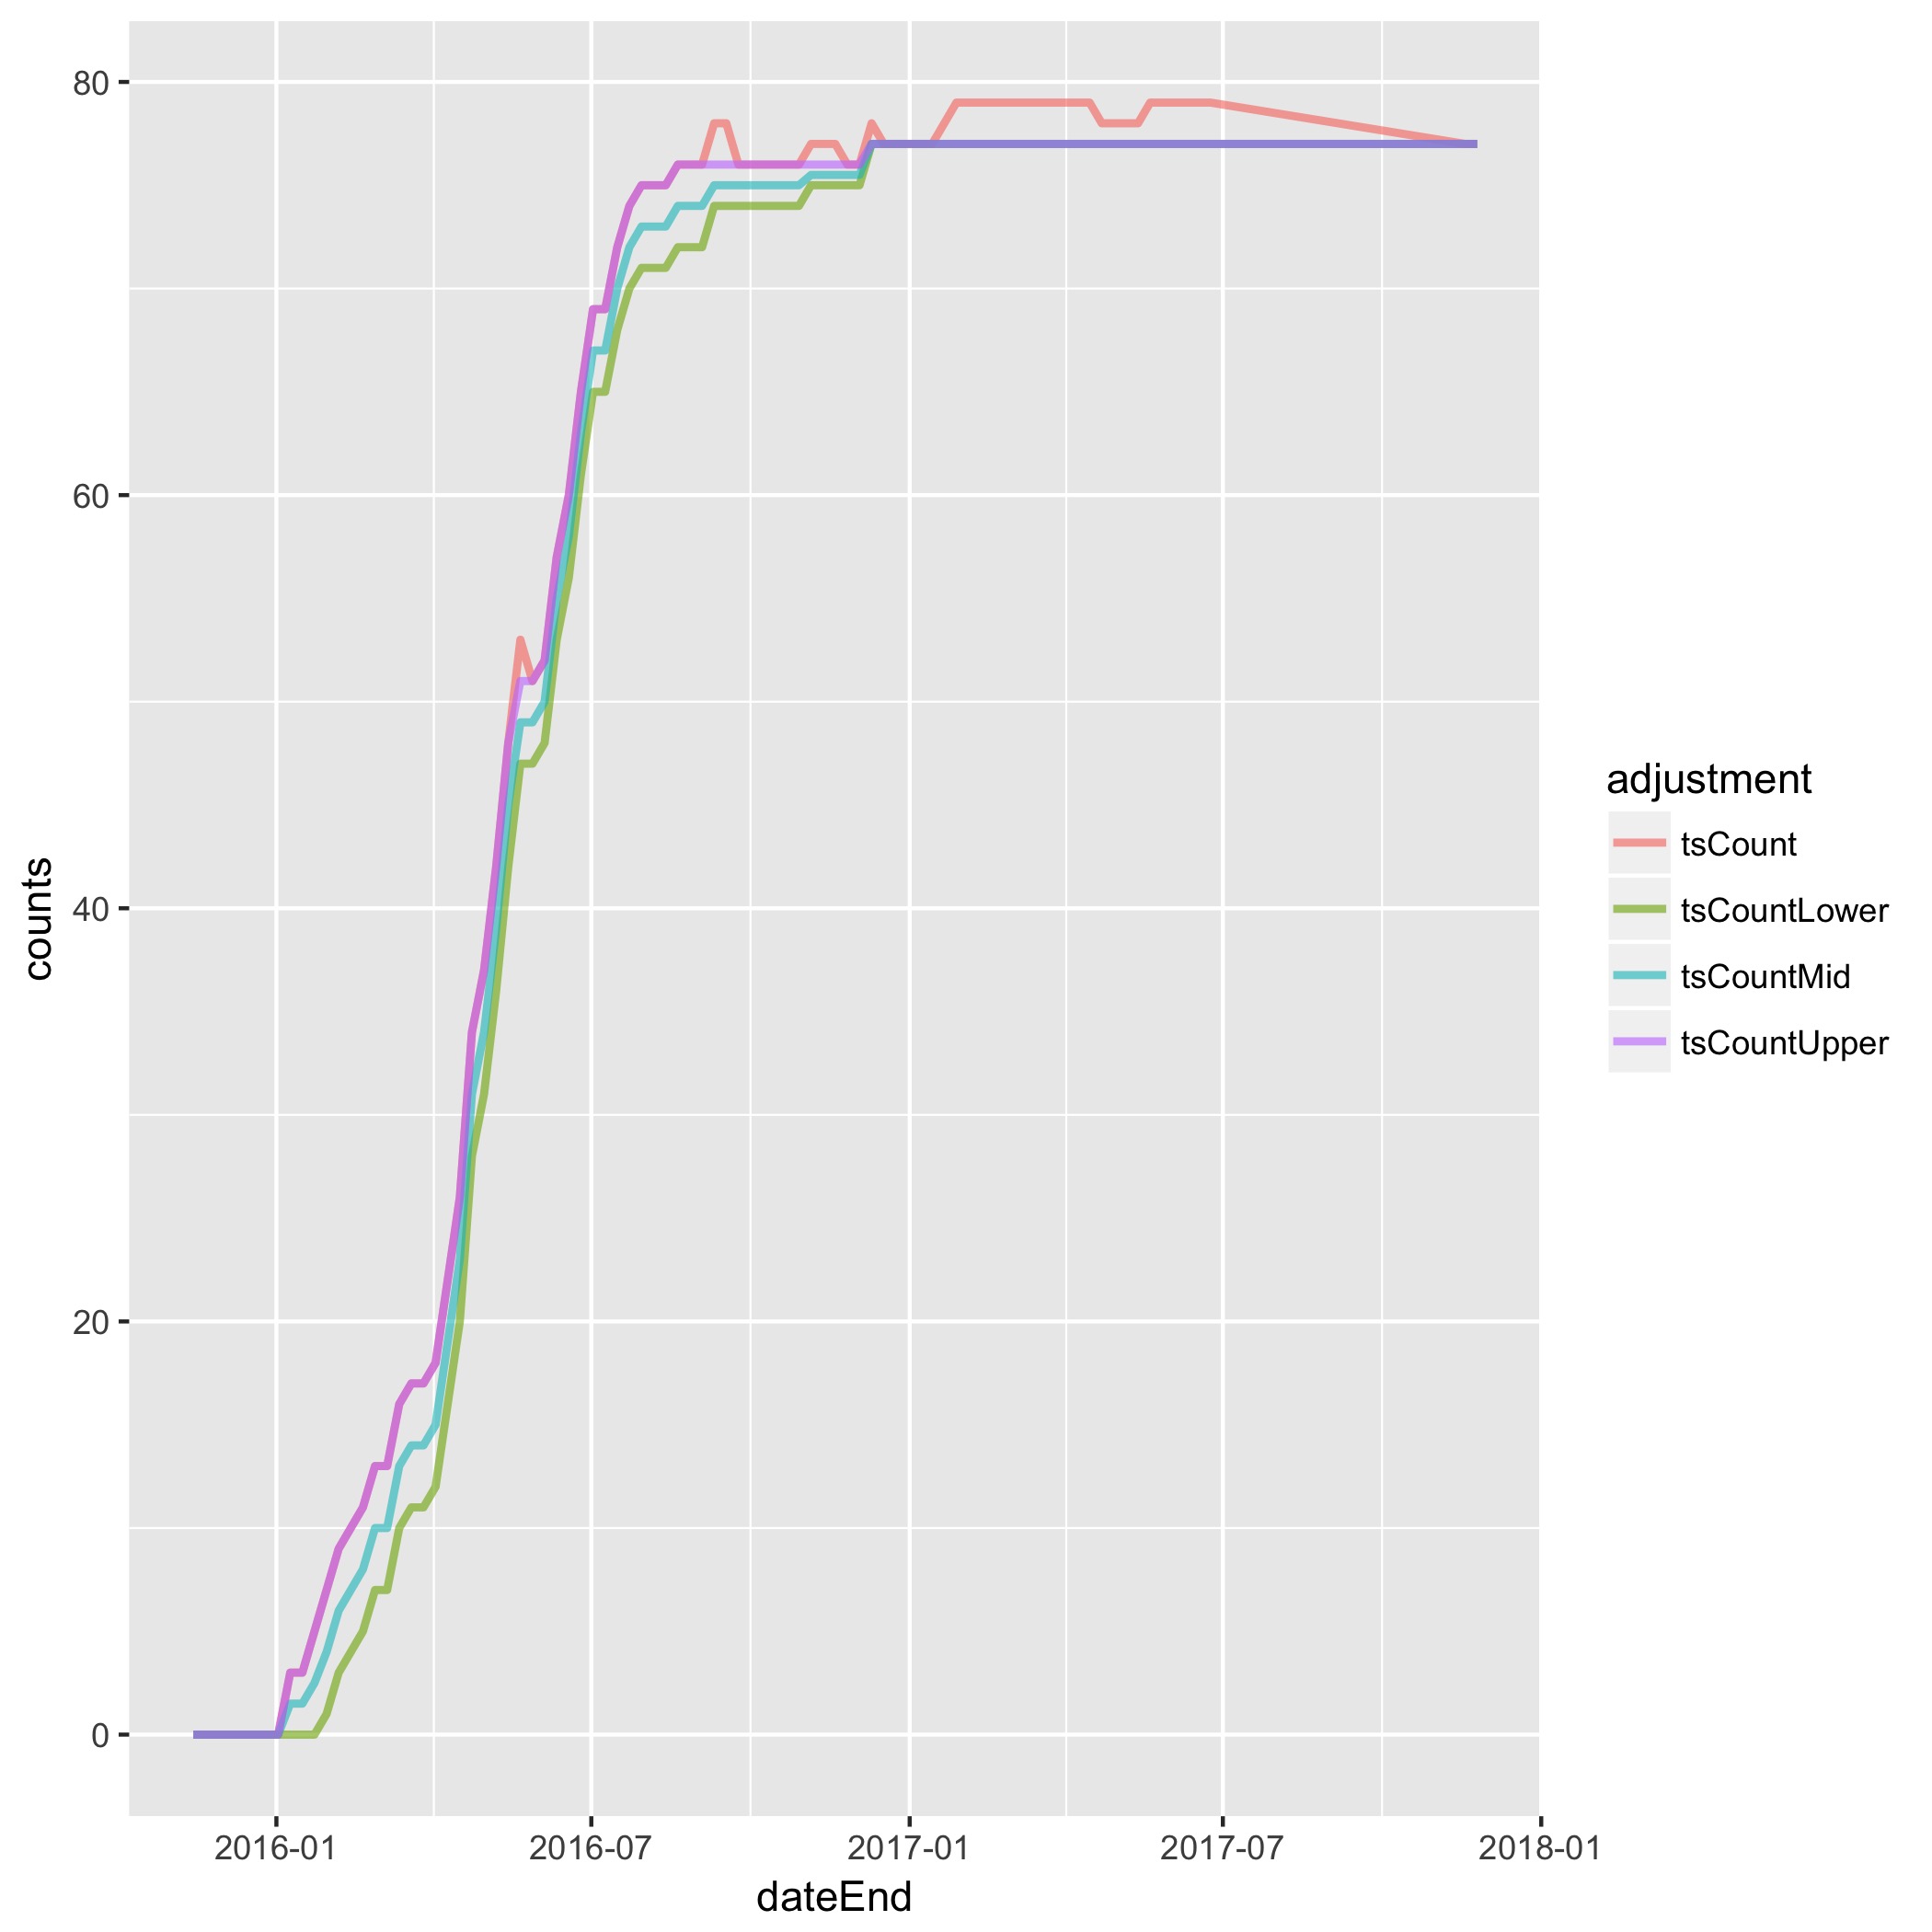 80
60
40
20
0
counts
2016-01
2016-07
2017-01
2017-07
2018-01
dateEnd
adjustment
tsCount
tsCountLower
tsCountMid
tsCountUpper